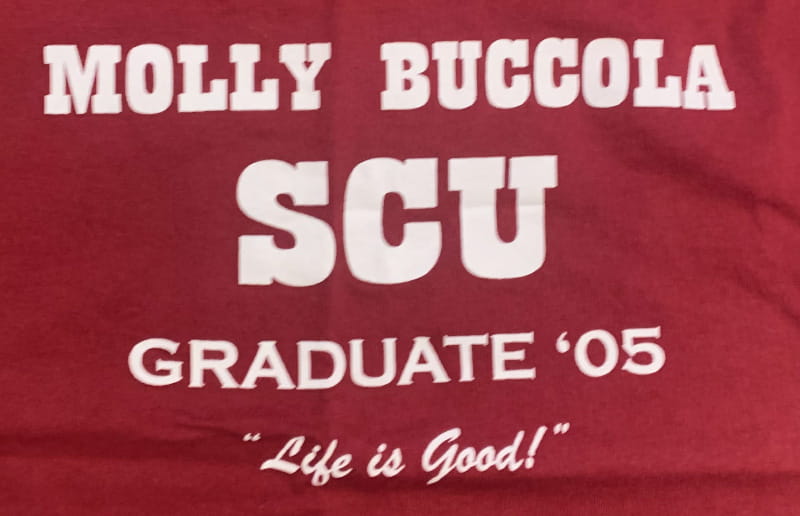 MOLLY BUCCOLA
SCU
GRADUATE ‘05
“Life is Good!”